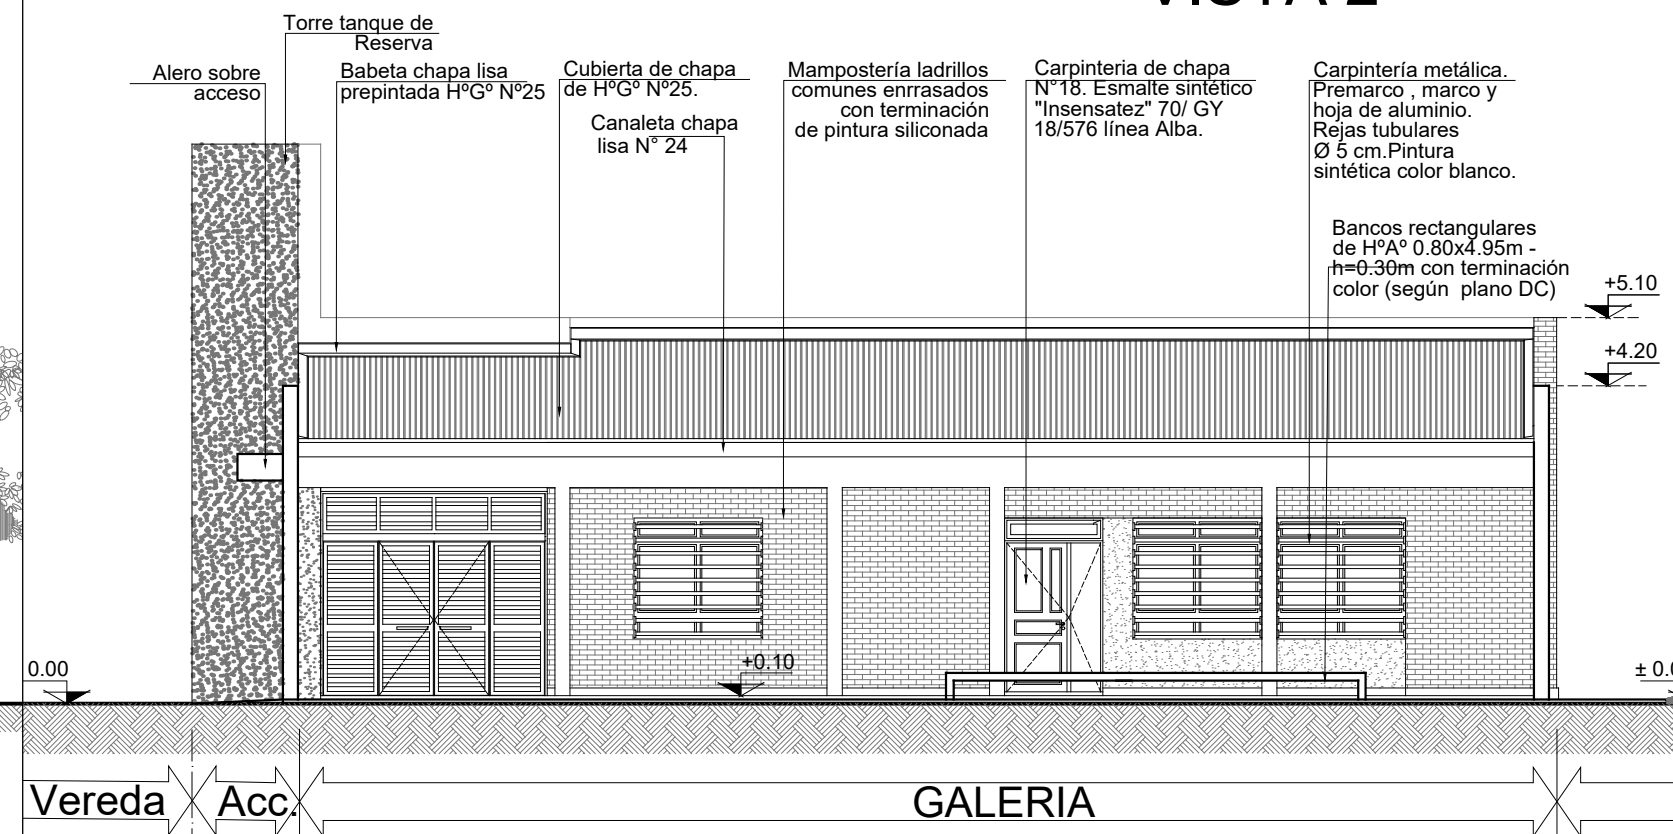 VISTA 2
Torre tanque de
Reserva
Alero sobre
acceso
Babeta chapa lisa
prepintada HºGº Nº25
Cubierta de chapa
de HºGº Nº25.
Canaleta chapa
lisa N° 24
Mampostería ladrillos
comunes enrrasados
con terminación
de pintura siliconada
Carpinteria de chapa
N°18. Esmalte sintético
"Insensatez" 70/ GY
18/576 línea Alba.
Carpintería metálica.
Premarco , marco y
hoja de aluminio.
Rejas tubulares
Ø 5 cm.Pintura
sintética color blanco.
Bancos rectangulares
de HºAº 0.80x4.95m -
h=0.30m con terminación
color (según plano DC)
+5.10
+4.20
0.00
+0.10
± 0.0
Vereda
Acc.
GALERIA